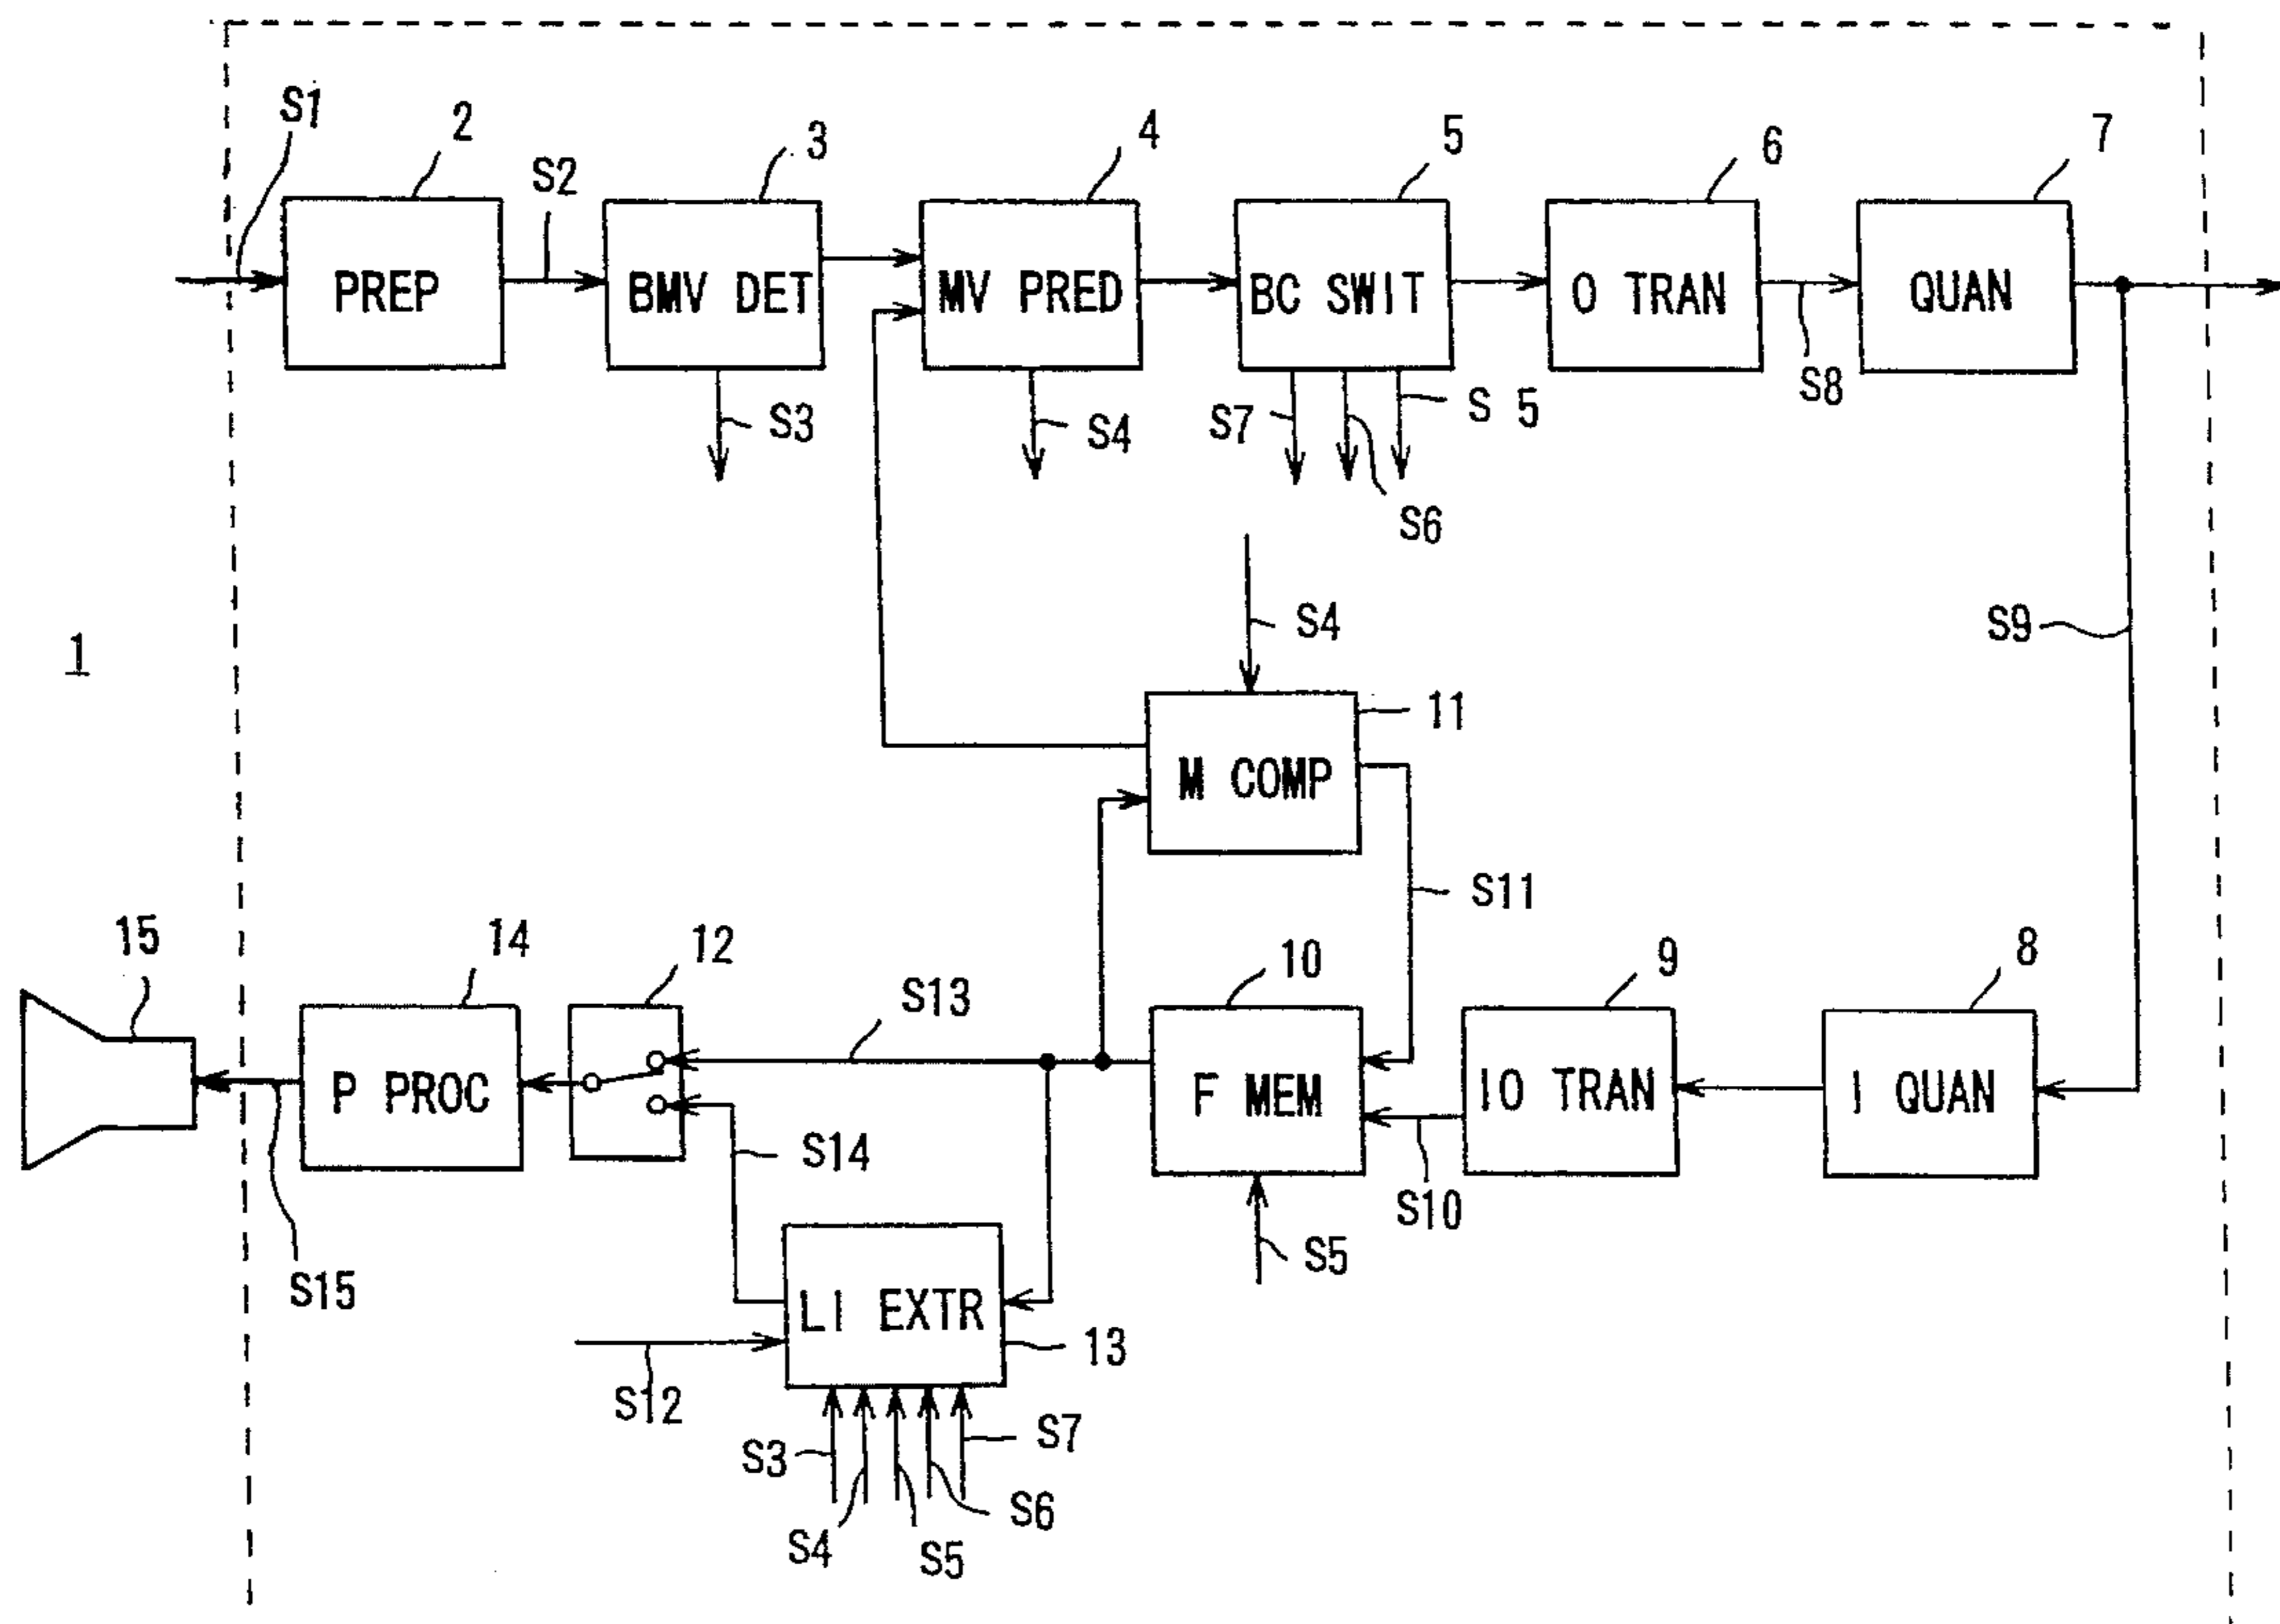 S1
2
S2
3
4
5
6
7
PREP
BMV DET
MV PRED
BC SWIT
O TRAN
QUAN
S3
S4
S7
S 5
S8
S6
S4
S9
1
11
M COMP
S11
15
14
12
S13
10
9
8
P PROC
F MEM
IO TRAN
I QUAN
S14
S10
S5
S15
LI EXTR
13
S12
S3
S7
S4
S5
S6